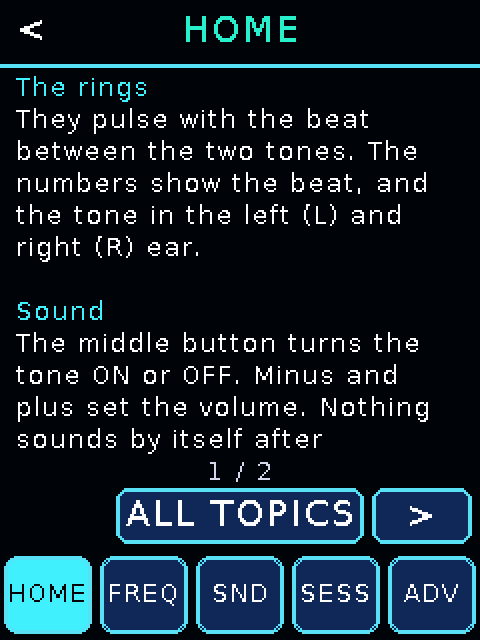 <
HOME
The rings
They pulse with the beat
between the two tones. The
numbers show the beat, and
the tone in the left (L) and
right (R) ear.
Sound
The middle button turns the
tone ON or OFF. Minus and
plus set the volume. Nothing
sounds by itself after
1 / 2
ALL TOPICS >
HOME FREQ SND SESS ADV